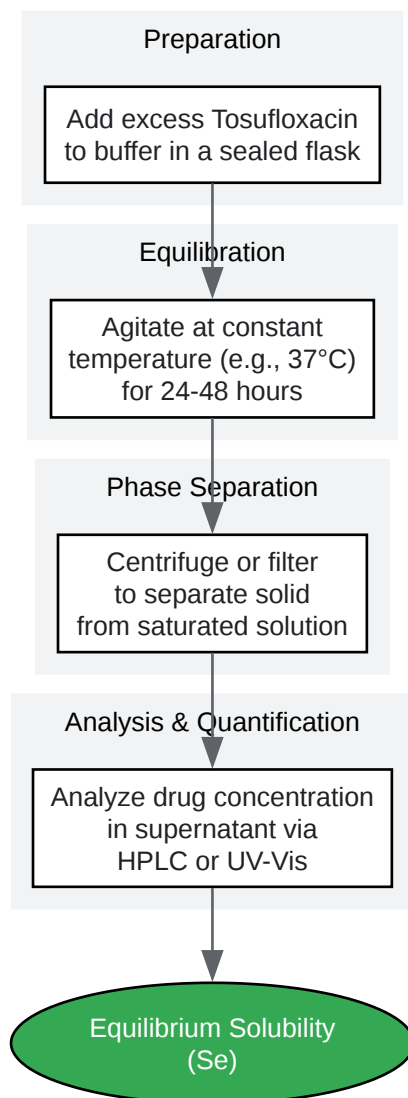 Preparation
Add excess Tosufloxacin
to buffer in a sealed flask
Equilibration
Agitate at constant
temperature (e.g., 37°C)
for 24-48 hours
Phase Separation
Centrifuge or filter
to separate solid
from saturated solution
Analysis & Quantification
Analyze drug concentration
in supernatant via
HPLC or UV-Vis
Equilibrium Solubility
(Se)